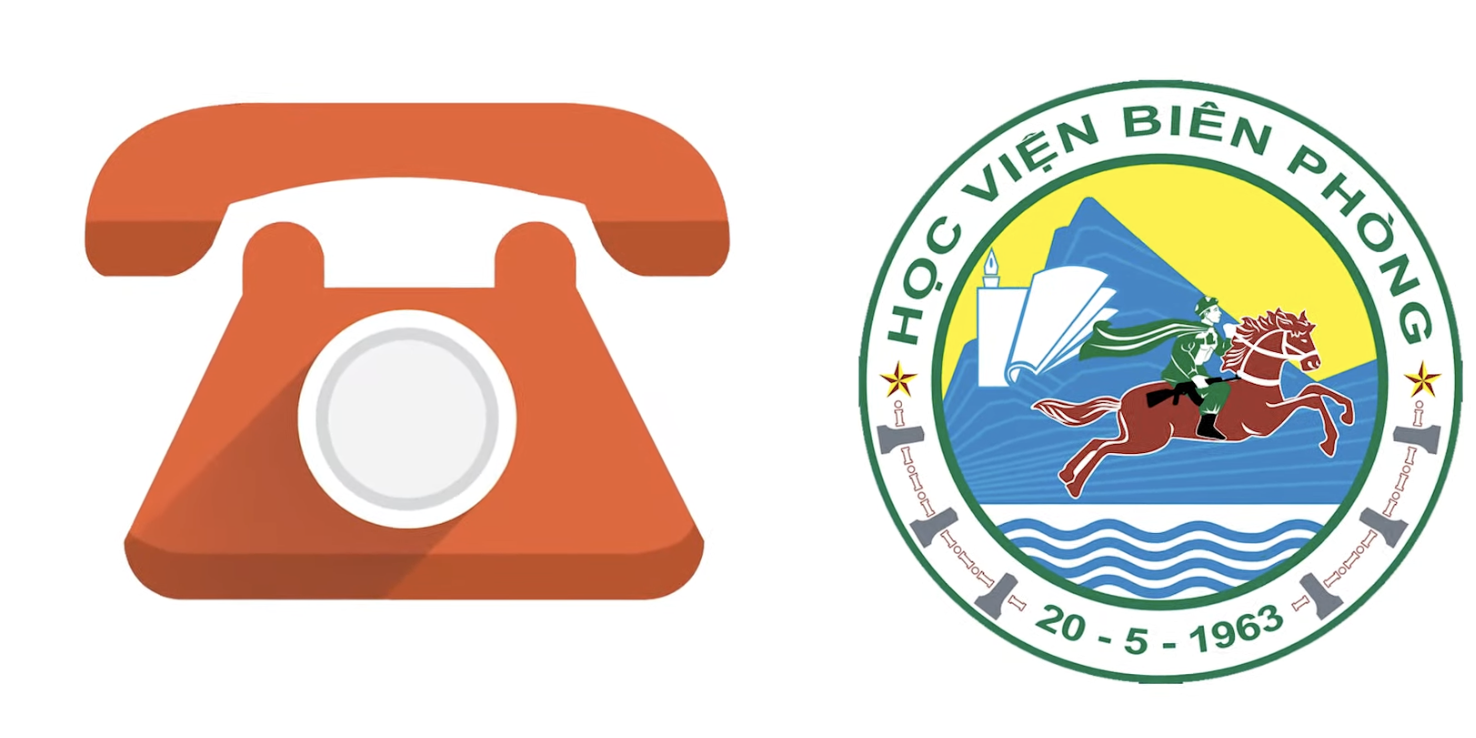 HỌC VIỆN BIÊN PHÒNG
20 - 5 - 1963